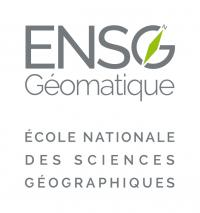 ENSG
Géomatique
ÉCOLE NATIONALE
DES SCIENCES
GÉOGRAPHIQUES